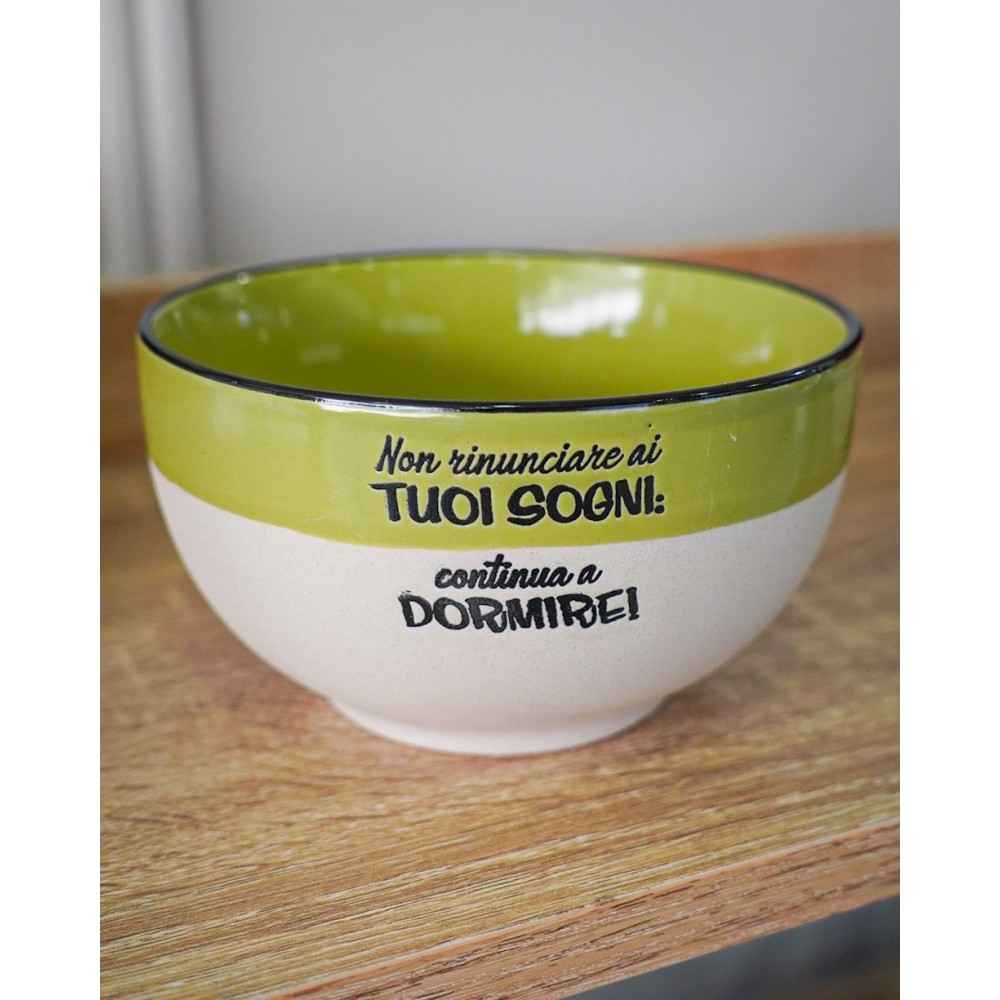 Non rinunciare ai
TUOI SOGNI:
continua a
DORMIRE!